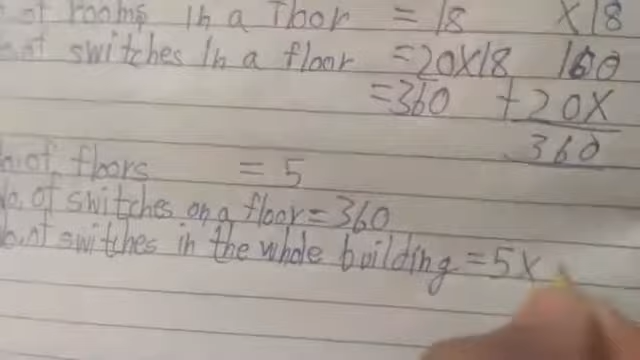 of rooms in a floor = 18 x18
of switches in a floor = 20x18 160
= 360 +20x
360
of floors = 5
No. of switches on a floor = 360
No. of switches in the whole building = 5x